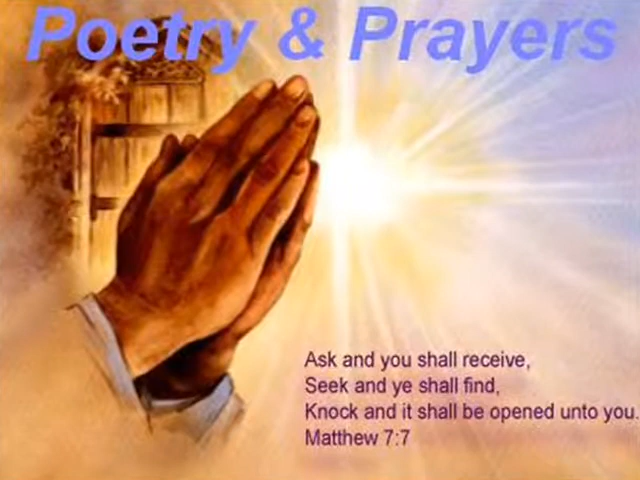 Poetry & Prayers
Ask and you shall receive,
Seek and ye shall find,
Knock and it shall be opened unto you.
Matthew 7:7